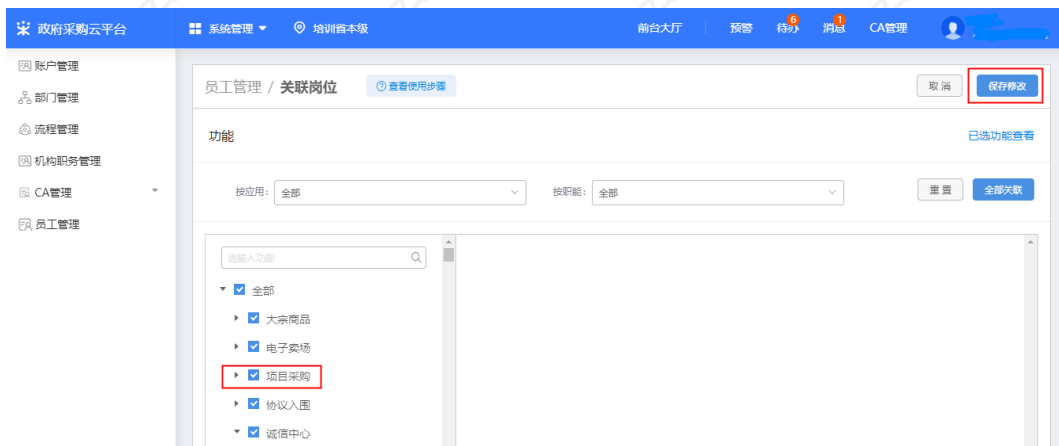 政府采购云平台 系统管理 培训省本级 前台大厅 预警 待办 6 消息 1 CA管理
账户管理
部门管理
流程管理
机构职务管理
CA管理
员工管理
员工管理 / 关联岗位 查看使用步骤 取消 保存修改
功能 已选功能查看
按应用: 全部 按职能: 全部 重置 全部关联
请输入功能
全部
大宗商品
电子卖场
项目采购
协议入围
诚信中心